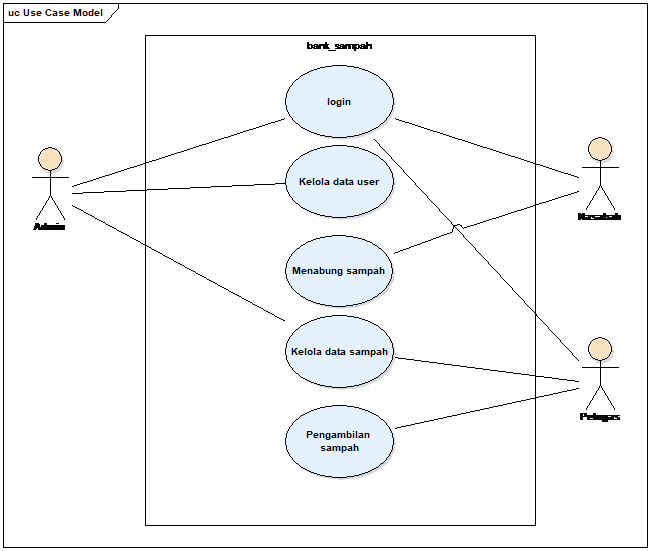 uc Use Case Model
bank_sampah
login
Kelola data user
Menabung sampah
Kelola data sampah
Pengambilan
sampah
Admin
Nasabah
Petugas